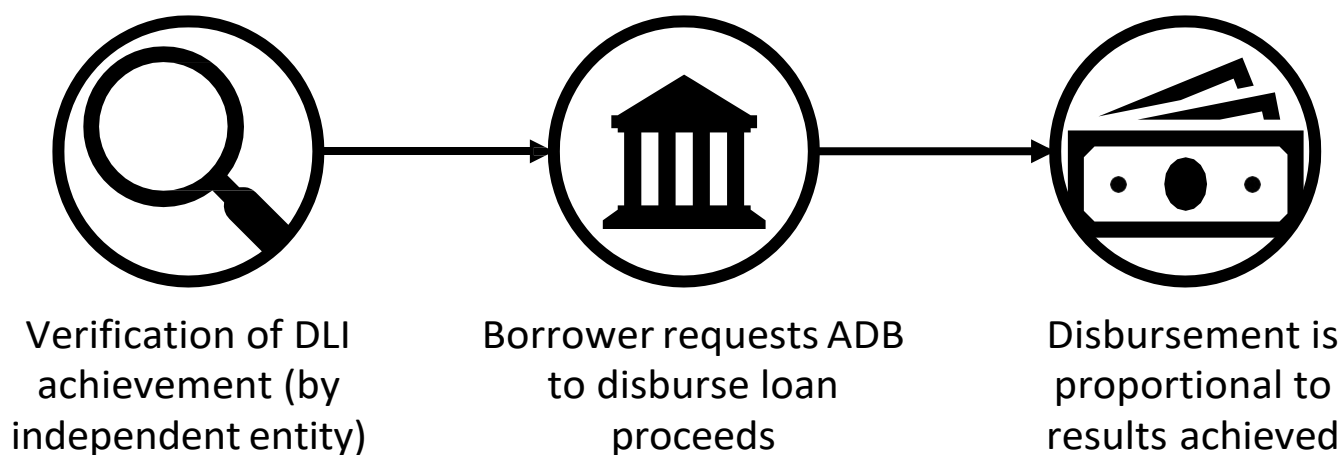 Verification of DLI
achievement (by
independent entity)
Borrower requests ADB
to disburse loan
proceeds
Disbursement is
proportional to
results achieved